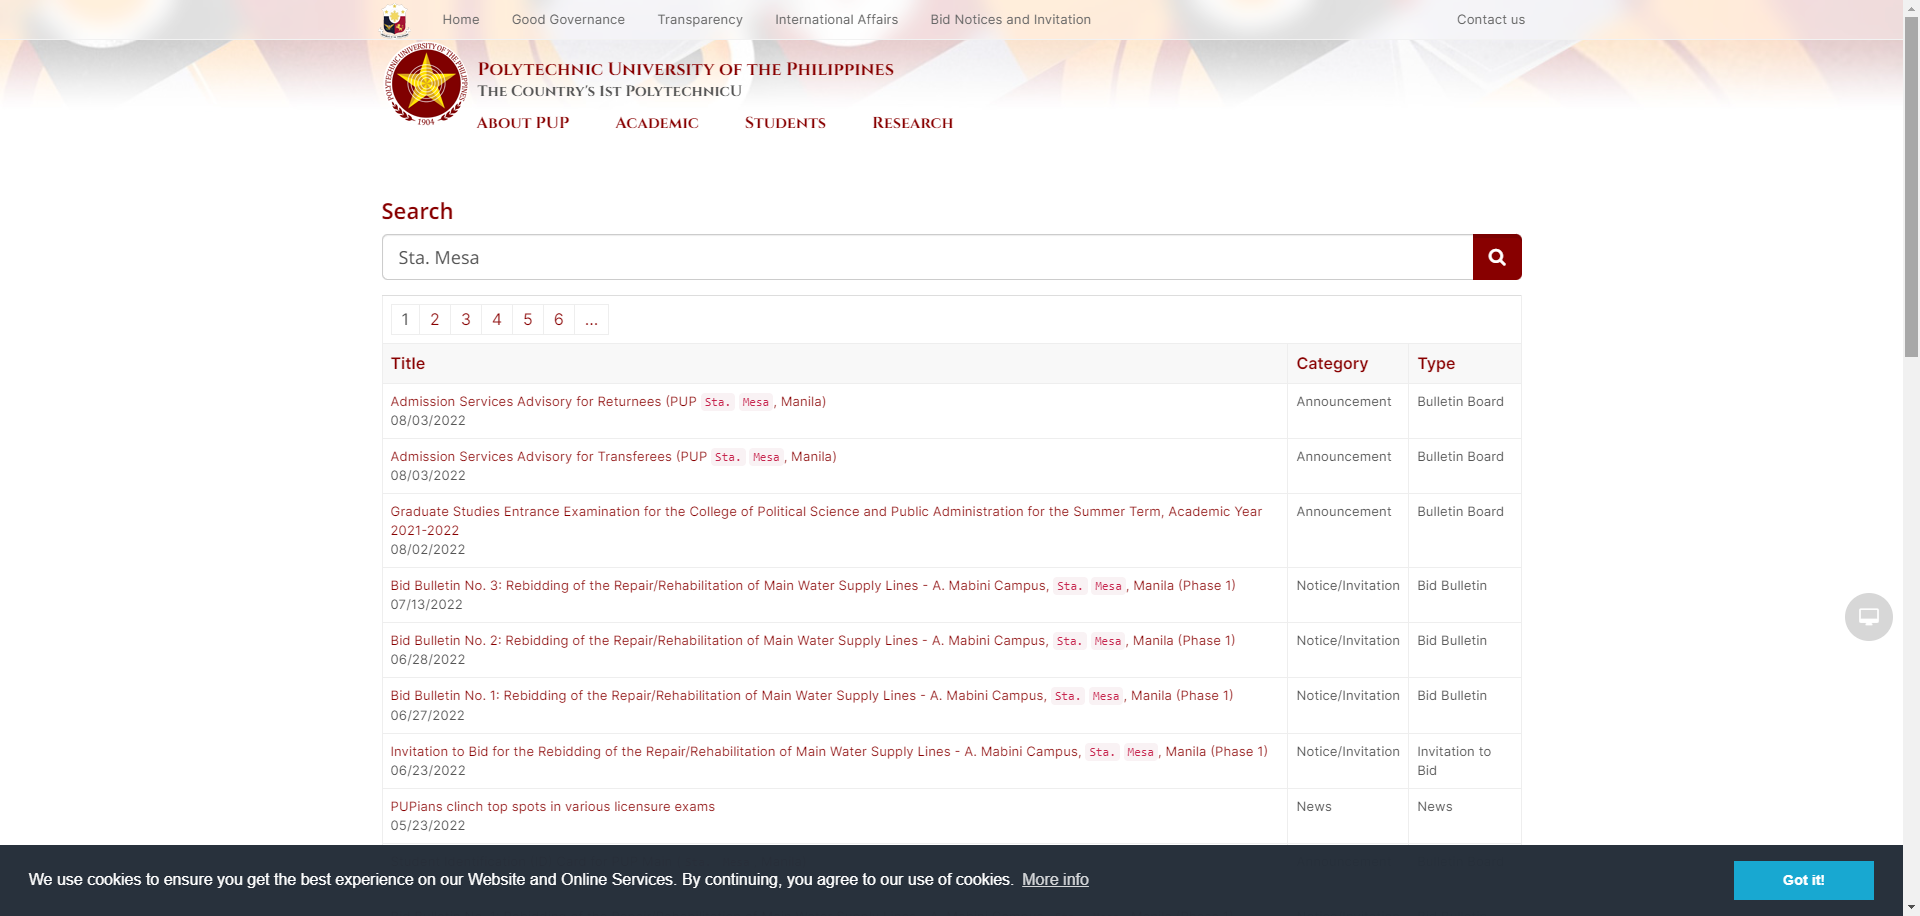 Home Good Governance Transparency International Affairs Bid Notices and Invitation Contact us
POLYTECHNIC UNIVERSITY OF THE PHILIPPINES
1904
Polytechnic University of the Philippines
The Country's 1st PolytechnicU
About PUP Academic Students Research
Search
Sta. Mesa
1 2 3 4 5 6 ...
Title Category Type
Admission Services Advisory for Returnees (PUP Sta. Mesa, Manila) Announcement Bulletin Board
08/03/2022
Admission Services Advisory for Transferees (PUP Sta. Mesa, Manila) Announcement Bulletin Board
08/03/2022
Graduate Studies Entrance Examination for the College of Political Science and Public Administration for the Summer Term, Academic Year Announcement Bulletin Board
2021-2022
08/02/2022
Bid Bulletin No. 3: Rebidding of the Repair/Rehabilitation of Main Water Supply Lines - A. Mabini Campus, Sta. Mesa, Manila (Phase 1) Notice/Invitation Bid Bulletin
07/13/2022
Bid Bulletin No. 2: Rebidding of the Repair/Rehabilitation of Main Water Supply Lines - A. Mabini Campus, Sta. Mesa, Manila (Phase 1) Notice/Invitation Bid Bulletin
06/28/2022
Bid Bulletin No. 1: Rebidding of the Repair/Rehabilitation of Main Water Supply Lines - A. Mabini Campus, Sta. Mesa, Manila (Phase 1) Notice/Invitation Bid Bulletin
06/27/2022
Invitation to Bid for the Rebidding of the Repair/Rehabilitation of Main Water Supply Lines - A. Mabini Campus, Sta. Mesa, Manila (Phase 1) Notice/Invitation Invitation to
06/23/2022 Bid
PUPians clinch top spots in various licensure exams News News
05/23/2022
We use cookies to ensure you get the best experience on our Website and Online Services. By continuing, you agree to our use of cookies. More info Got it!